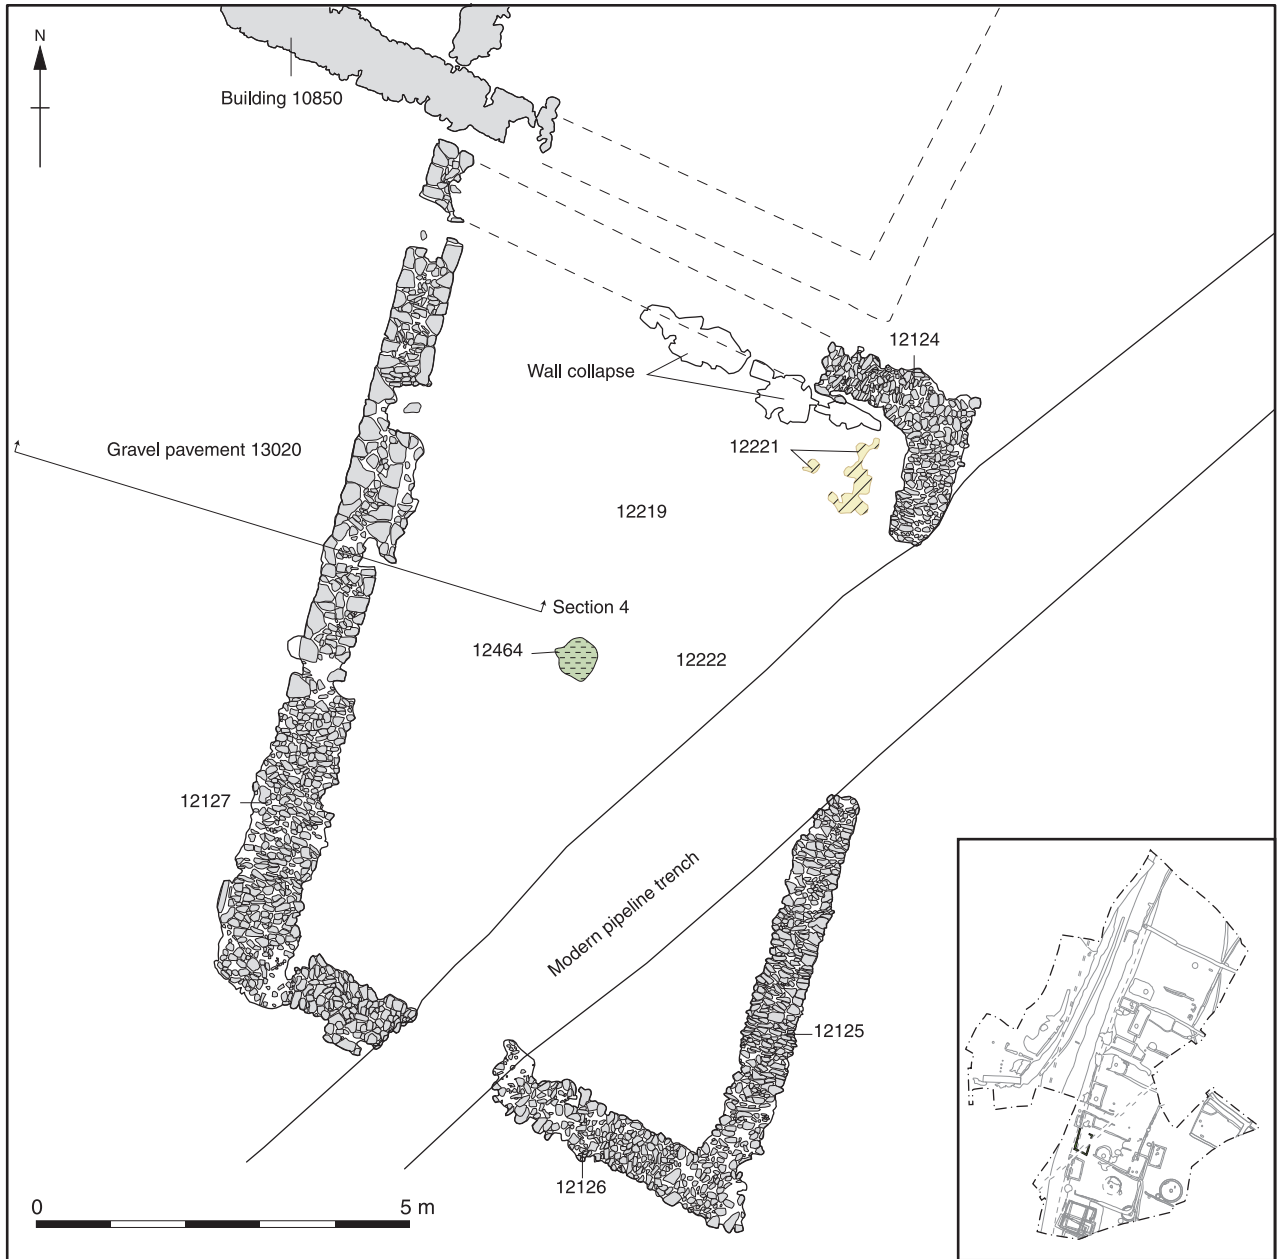 N
Building 10850
12124
Wall collapse
12221
Gravel pavement 13020
12219
Section 4
12464
12222
12127
Modern pipeline trench
12125
12126
0
5 m